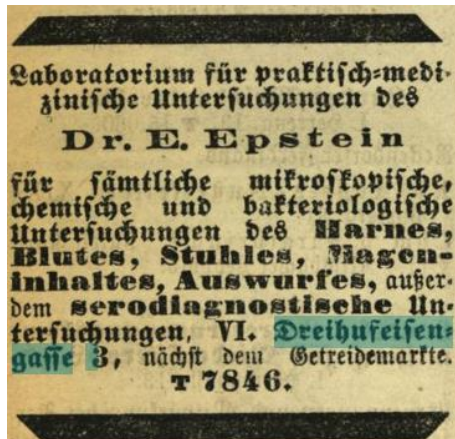 Laboratorium für praktisch-medi-
zinische Untersuchungen des
Dr. E. Epstein
für sämtliche mikroskopische,
chemische und bakteriologische
Untersuchungen des Harnes,
Blutes, Stuhles, Magen-
inhaltes, Auswurfes, außer-
dem serodiagnostische Un-
tersuchungen, VI. Dreihufeisen-
gasse 3, nächst dem Getreidemarkte.
T 7846.